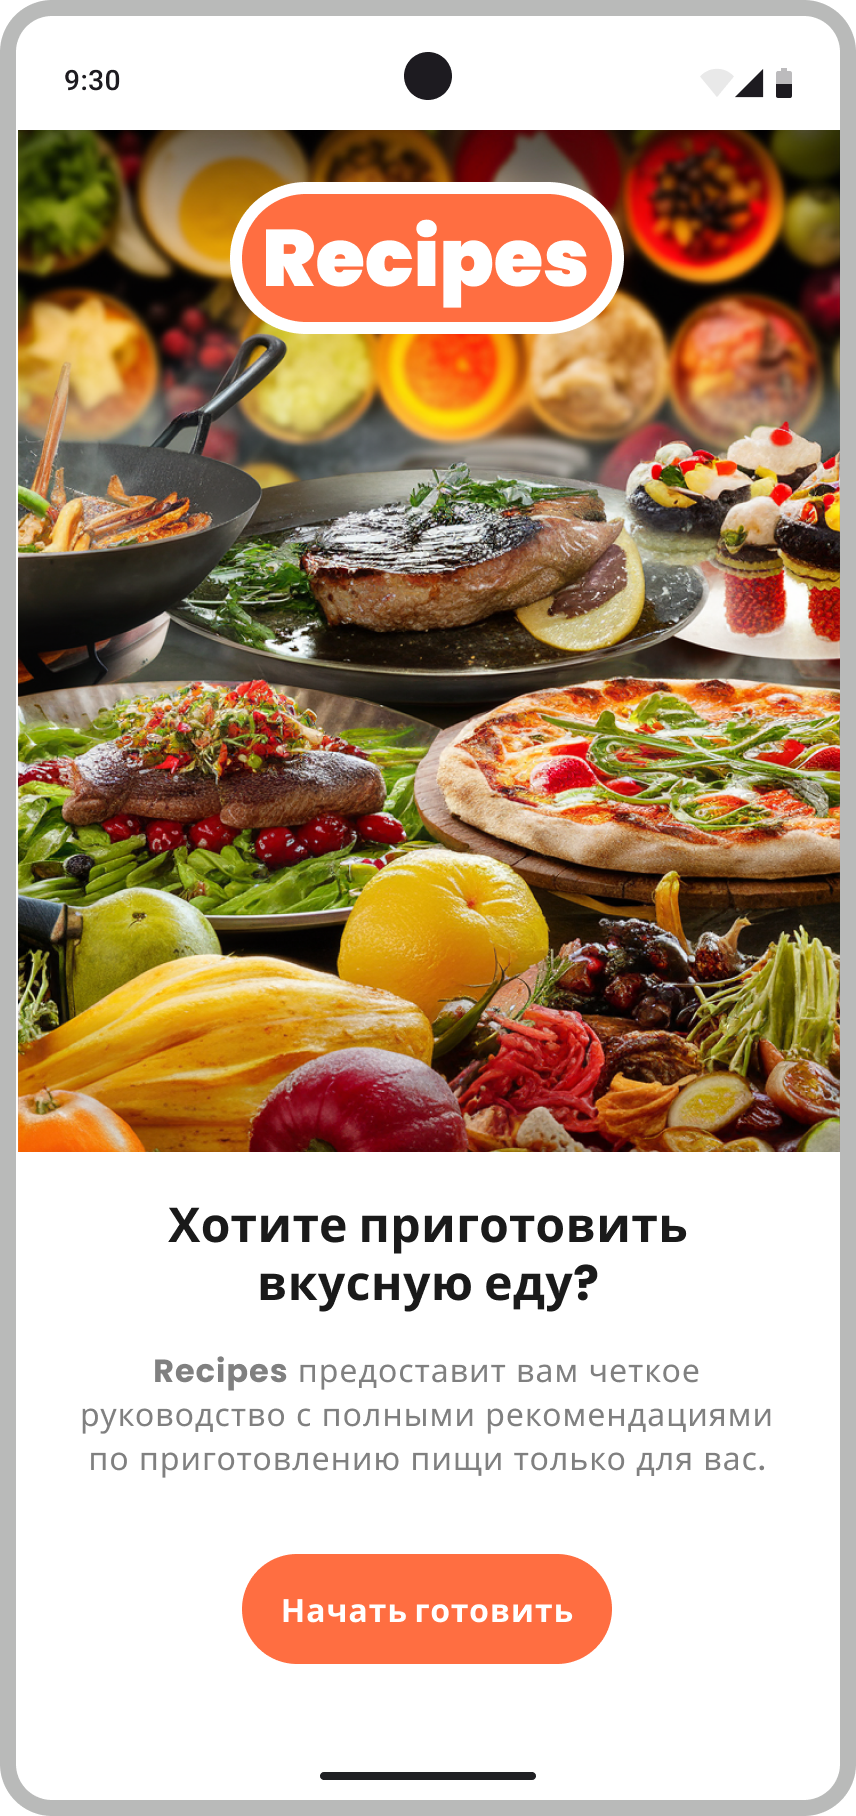 9:30
Recipes
Хотите приготовить
вкусную еду?
Recipes предоставит вам четкое
руководство с полными рекомендациями
по приготовлению пищи только для вас.
Начать готовить